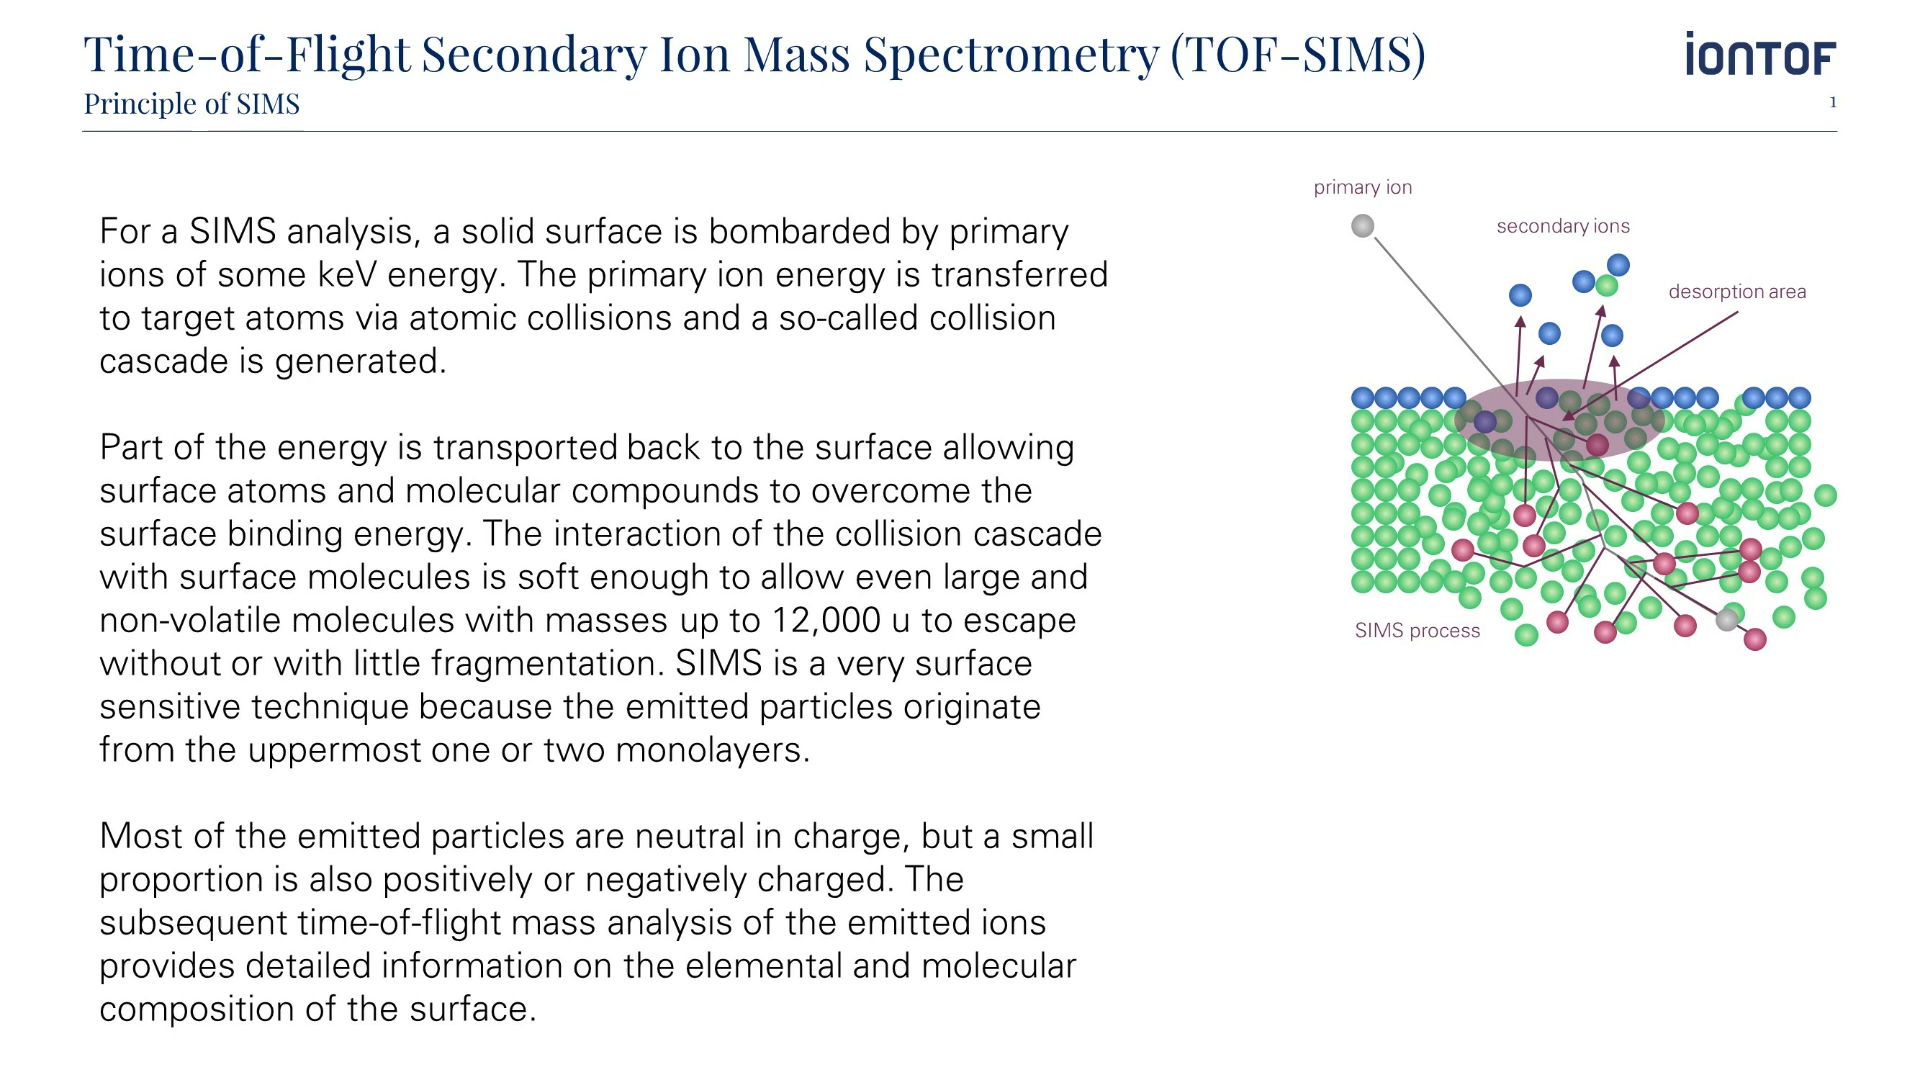 Time-of-Flight Secondary Ion Mass Spectrometry (TOF-SIMS)
ionTOF
Principle of SIMS
1
For a SIMS analysis, a solid surface is bombarded by primary
ions of some keV energy. The primary ion energy is transferred
to target atoms via atomic collisions and a so-called collision
cascade is generated.
Part of the energy is transported back to the surface allowing
surface atoms and molecular compounds to overcome the
surface binding energy. The interaction of the collision cascade
with surface molecules is soft enough to allow even large and
non-volatile molecules with masses up to 12,000 u to escape
without or with little fragmentation. SIMS is a very surface
sensitive technique because the emitted particles originate
from the uppermost one or two monolayers.
Most of the emitted particles are neutral in charge, but a small
proportion is also positively or negatively charged. The
subsequent time-of-flight mass analysis of the emitted ions
provides detailed information on the elemental and molecular
composition of the surface.
primary ion
secondary ions
desorption area
SIMS process